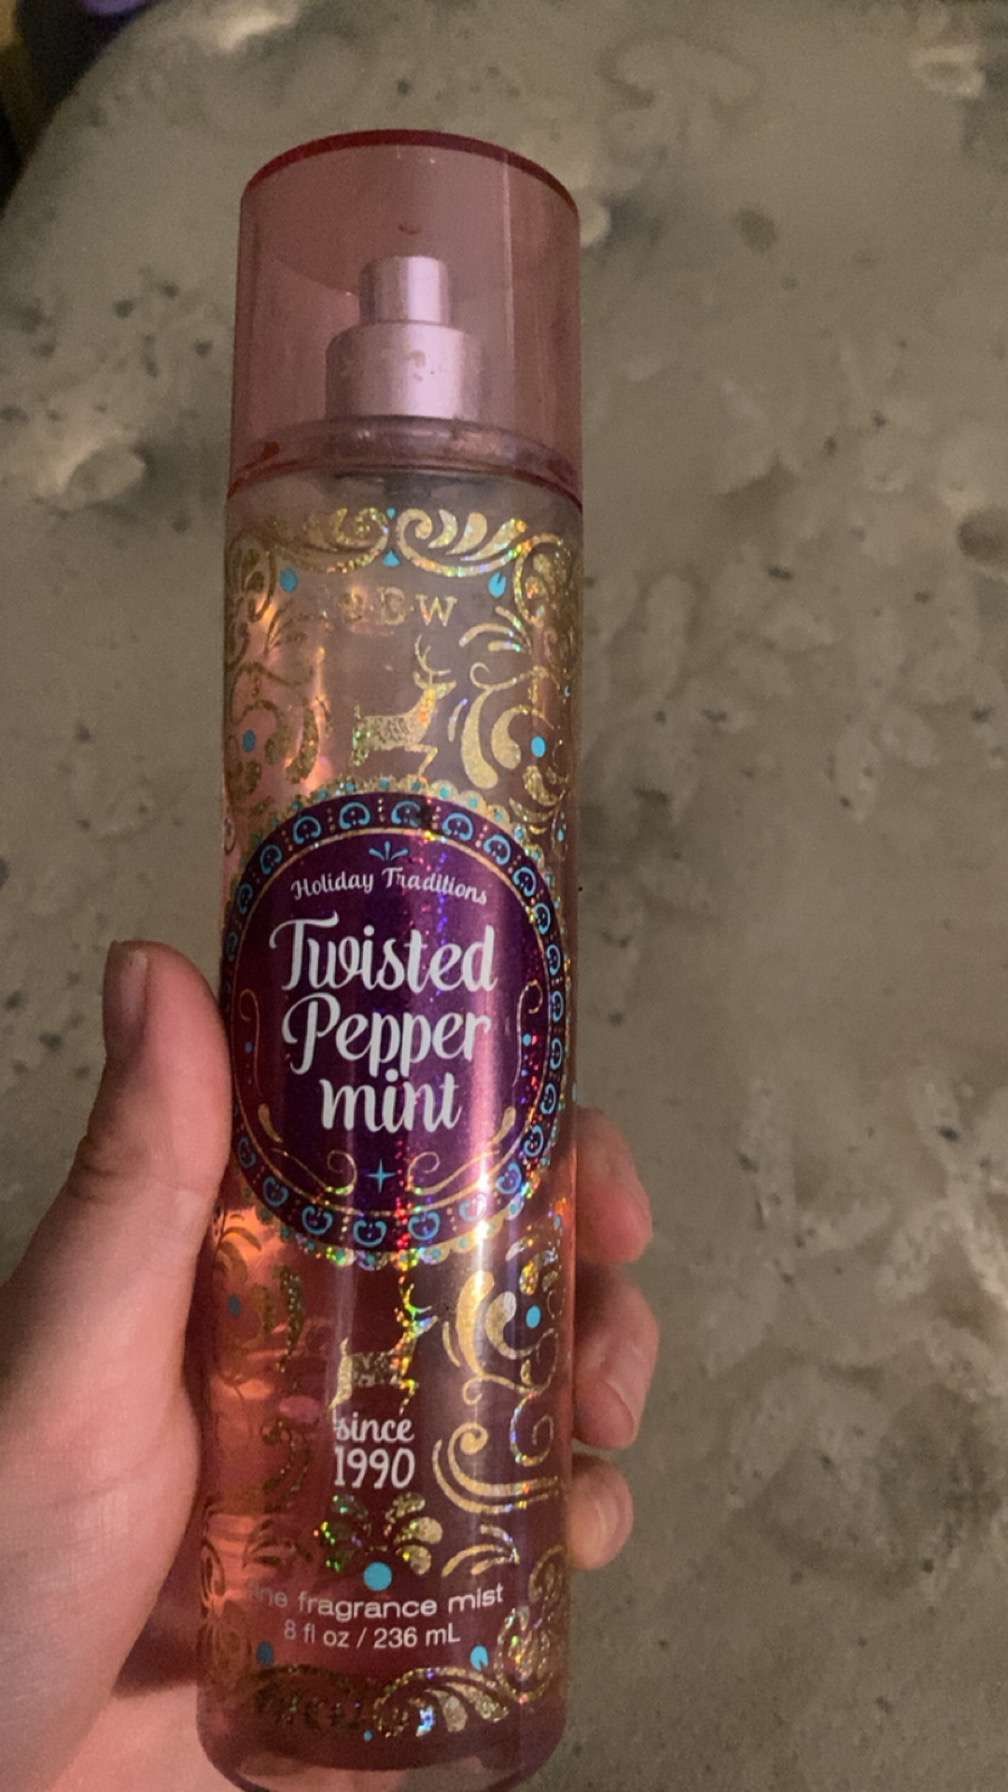 Holiday Traditions
Twisted
Pepper
mint
since
1990
fragrance mist
8 fl oz / 236 mL